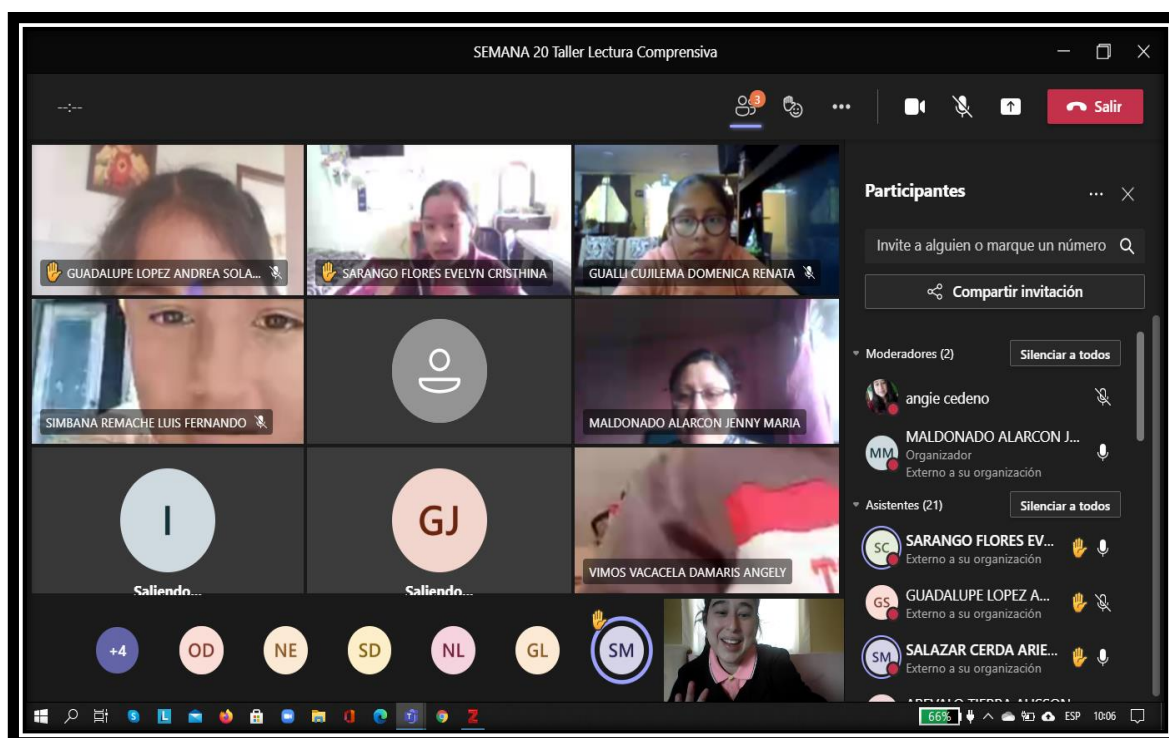 SEMANA 20 Taller Lectura Comprensiva
--:--
3
Salir
GUADALUPE LOPEZ ANDREA SOLA...
SARANGO FLORES EVELYN CRISTHINA
GUALLI CUJILEMA DOMENICA RENATA
SIMBANA REMACHE LUIS FERNANDO
MALDONADO ALARCON JENNY MARIA
I
Saliendo...
GJ
Saliendo...
VIMOS VACACELA DAMARIS ANGELY
+4
OD
NE
SD
NL
GL
SM
Participantes
Invite a alguien o marque un número
Compartir invitación
Moderadores (2)
Silenciar a todos
angie cedeno
MM
MALDONADO ALARCON J...
Organizador
Externo a su organización
Asistentes (21)
Silenciar a todos
SC
SARANGO FLORES EV...
Externo a su organización
GS
GUADALUPE LOPEZ A...
Externo a su organización
SM
SALAZAR CERDA ARIE...
Externo a su organización
66%
ESP
10:06